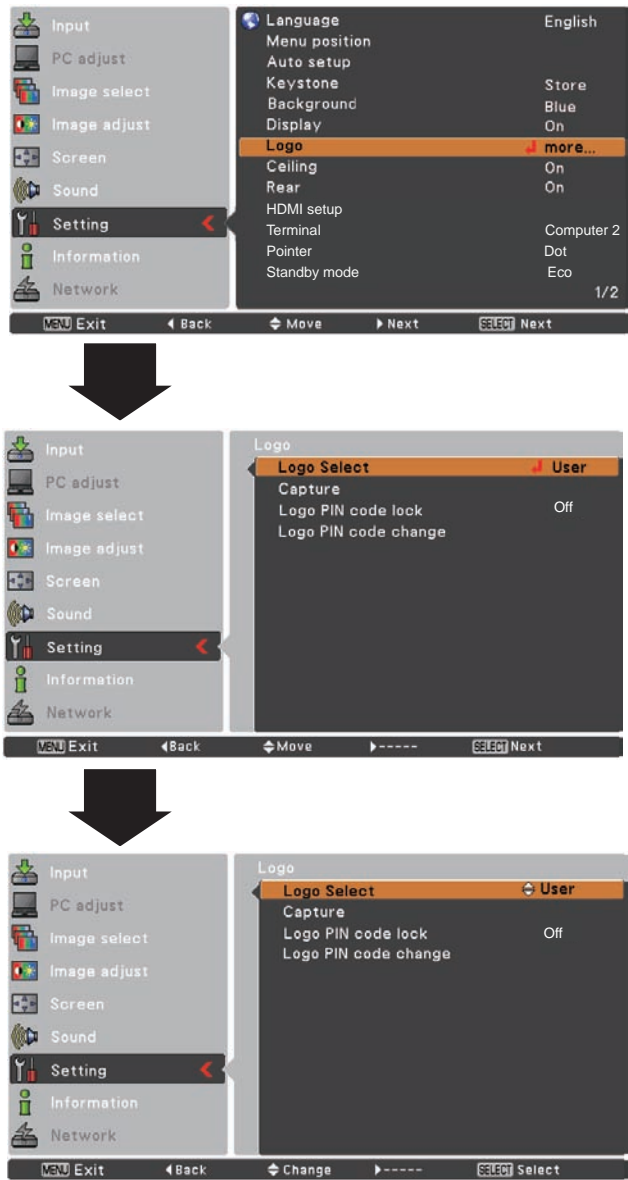 Input
PC adjust
Image select
Image adjust
Screen
Sound
Setting
Information
Network
Language English
Menu position
Auto setup
Keystone Store
Background Blue
Display On
Logo more...
Ceiling On
Rear On
HDMI setup
Terminal Computer 2
Pointer Dot
Standby mode Eco
1/2
MENU Exit Back Move Next SELECT Next
Input
PC adjust
Image select
Image adjust
Screen
Sound
Setting
Information
Network
Logo
Logo Select User
Capture
Logo PIN code lock Off
Logo PIN code change
MENU Exit Back Move ----- SELECT Next
Input
PC adjust
Image select
Image adjust
Screen
Sound
Setting
Information
Network
Logo
Logo Select User
Capture
Logo PIN code lock Off
Logo PIN code change
MENU Exit Back Change ----- SELECT Select